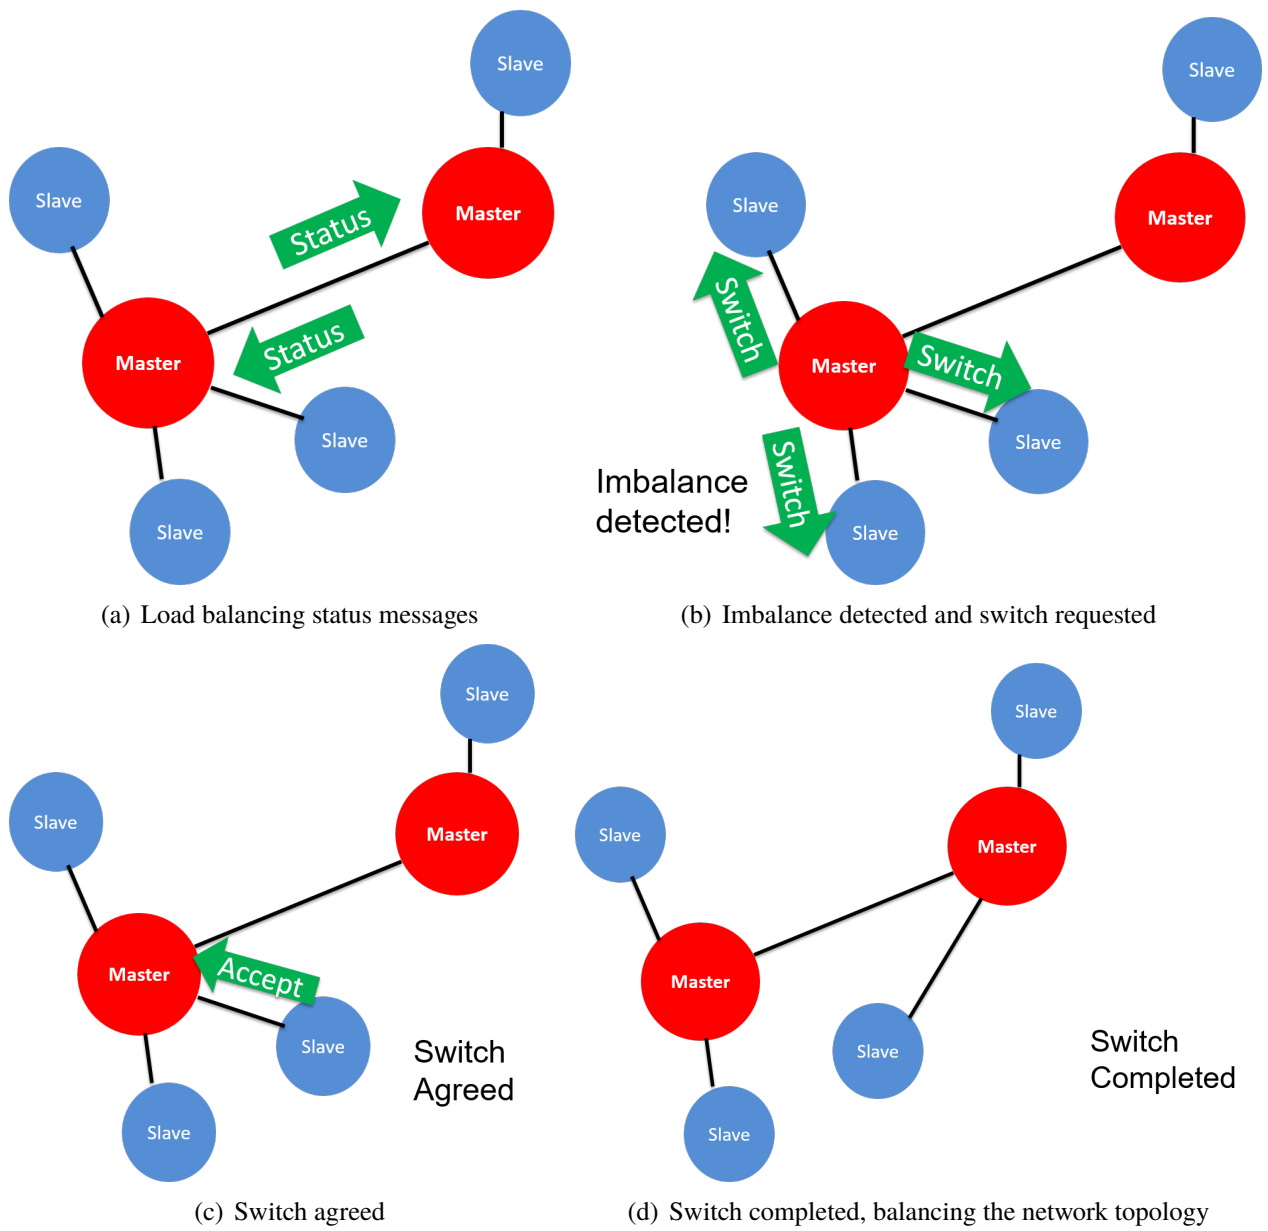 Slave
Slave
Status
Master
Status
Master
Slave
Slave
(a) Load balancing status messages
Slave
Slave
Master
Switch
Master
Switch
Slave
Switch
Slave
Imbalance
detected!
(b) Imbalance detected and switch requested
Slave
Slave
Master
Master
Accept
Slave
Slave
Switch
Agreed
(c) Switch agreed
Slave
Slave
Master
Master
Slave
Slave
Switch
Completed
(d) Switch completed, balancing the network topology